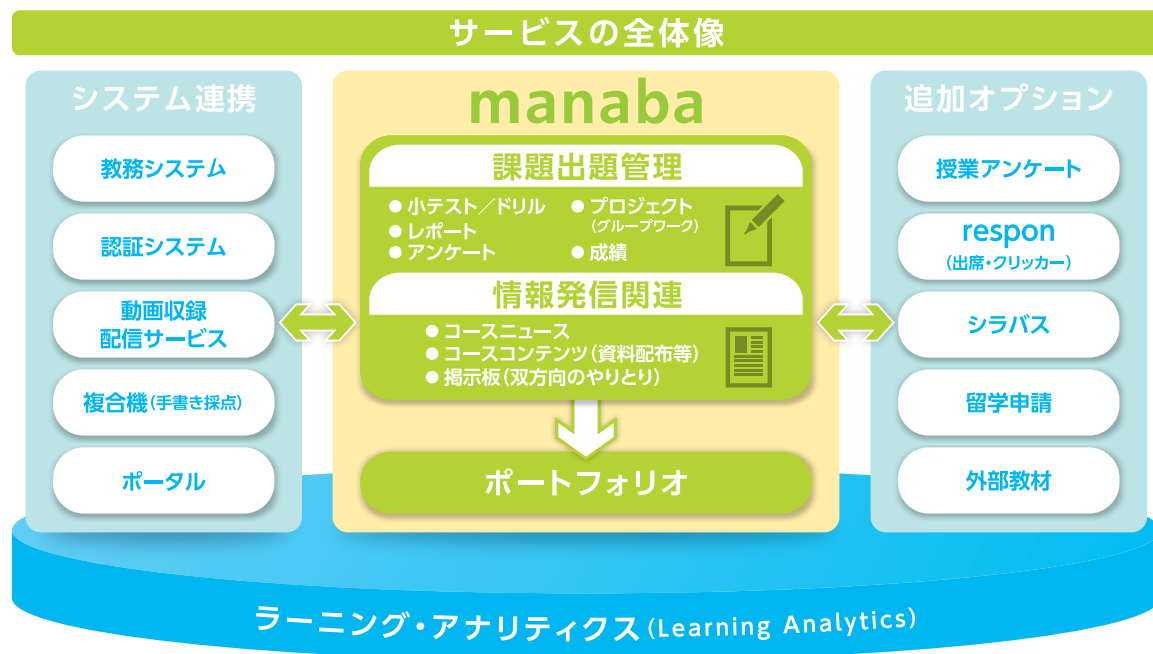 サービスの全体像
システム連携
教務システム
認証システム
動画収録
配信サービス
複合機(手書き採点)
ポータル
manaba
課題出題管理
● 小テスト／ドリル
● レポート
● アンケート
● プロジェクト
(グループワーク)
● 成績
情報発信関連
● コースニュース
● コースコンテンツ(資料配布等)
● 掲示板(双方向のやりとり)
ポートフォリオ
追加オプション
授業アンケート
respon
(出席・クリッカー)
シラバス
留学申請
外部教材
ラーニング・アナリティクス(Learning Analytics)